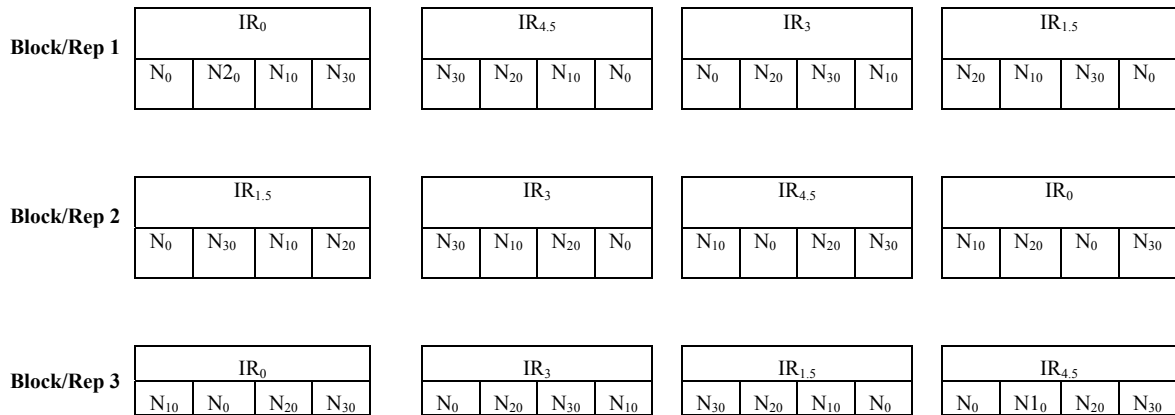 IR₀ IR₄.₅ IR₃ IR₁.₅
Block/Rep 1
N₀ N2₀ N₁₀ N₃₀ N₃₀ N₂₀ N₁₀ N₀ N₀ N₂₀ N₃₀ N₁₀ N₂₀ N₁₀ N₃₀ N₀
IR₁.₅ IR₃ IR₄.₅ IR₀
Block/Rep 2
N₀ N₃₀ N₁₀ N₂₀ N₃₀ N₁₀ N₂₀ N₀ N₁₀ N₀ N₂₀ N₃₀ N₁₀ N₂₀ N₀ N₃₀
IR₀ IR₃ IR₁.₅ IR₄.₅
Block/Rep 3
N₁₀ N₀ N₂₀ N₃₀ N₀ N₂₀ N₃₀ N₁₀ N₃₀ N₂₀ N₁₀ N₀ N₀ N1₀ N₂₀ N₃₀